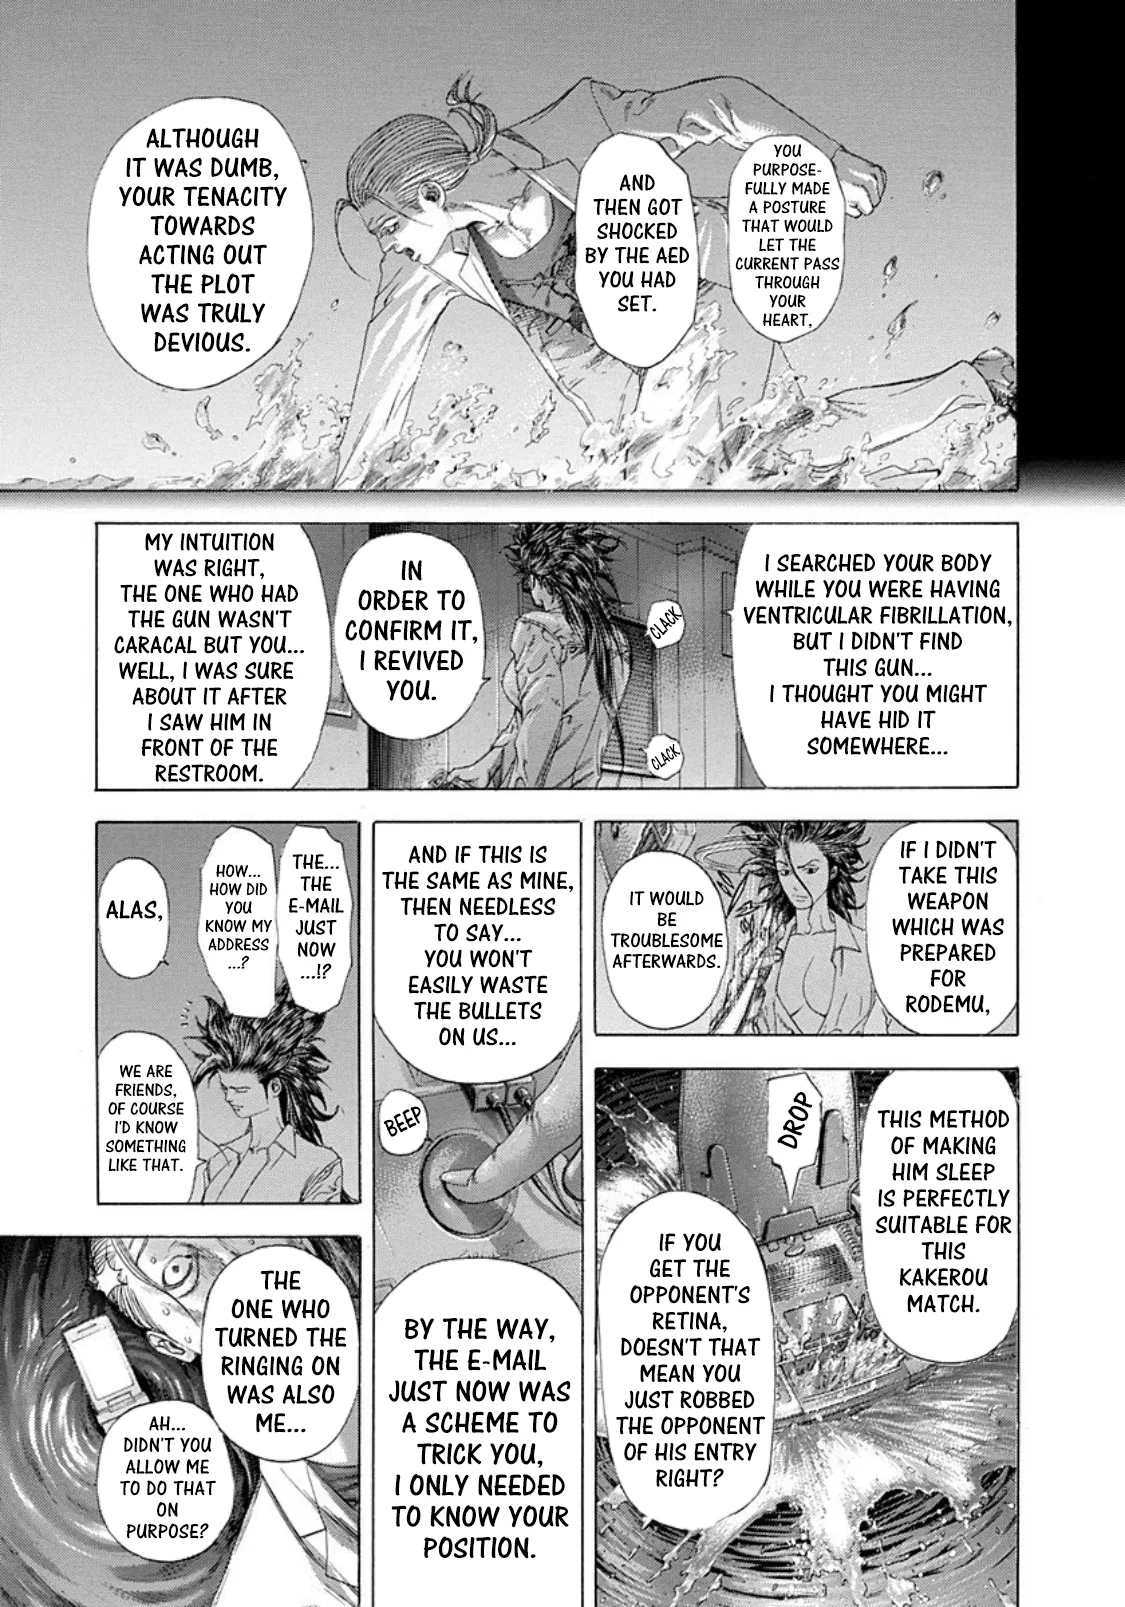 YOU
PURPOSE-
FULLY MADE
A POSTURE
THAT WOULD
LET THE
CURRENT PASS
THROUGH
YOUR
HEART,
AND
THEN GOT
SHOCKED
BY THE AED
YOU HAD
SET.
ALTHOUGH
IT WAS DUMB,
YOUR TENACITY
TOWARDS
ACTING OUT
THE PLOT
WAS TRULY
DEVIOUS.
I SEARCHED YOUR BODY
WHILE YOU WERE HAVING
VENTRICULAR FIBRILLATION,
BUT I DIDN'T FIND
THIS GUN...
I THOUGHT YOU MIGHT
HAVE HID IT
SOMEWHERE...
CLACK
CLACK
IN
ORDER TO
CONFIRM IT,
I REVIVED
YOU.
MY INTUITION
WAS RIGHT,
THE ONE WHO HAD
THE GUN WASN'T
CARACAL BUT YOU...
WELL, I WAS SURE
ABOUT IT AFTER
I SAW HIM IN
FRONT OF THE
RESTROOM.
IF I DIDN'T
TAKE THIS
WEAPON
WHICH WAS
PREPARED
FOR
RODEMU,
IT WOULD
BE
TROUBLESOME
AFTERWARDS.
THIS METHOD
OF MAKING
HIM SLEEP
IS PERFECTLY
SUITABLE FOR
THIS
KAKEROU
MATCH.
DROP
IF YOU
GET THE
OPPONENT'S
RETINA,
DOESN'T THAT
MEAN YOU
JUST ROBBED
THE OPPONENT
OF HIS ENTRY
RIGHT?
AND IF THIS IS
THE SAME AS MINE,
THEN NEEDLESS
TO SAY...
YOU WON'T
EASILY WASTE
THE BULLETS
ON US...
BEEP
BY THE WAY,
THE E-MAIL
JUST NOW WAS
A SCHEME TO
TRICK YOU,
I ONLY NEEDED
TO KNOW YOUR
POSITION.
THE...
THE
E-MAIL
JUST
NOW
...!?
HOW...
HOW DID
YOU
KNOW MY
ADDRESS
...?
ALAS,
WE ARE
FRIENDS,
OF COURSE
I'D KNOW
SOMETHING
LIKE THAT.
THE
ONE WHO
TURNED THE
RINGING ON
WAS ALSO
ME...
AH...
DIDN'T YOU
ALLOW ME
TO DO THAT
ON
PURPOSE?